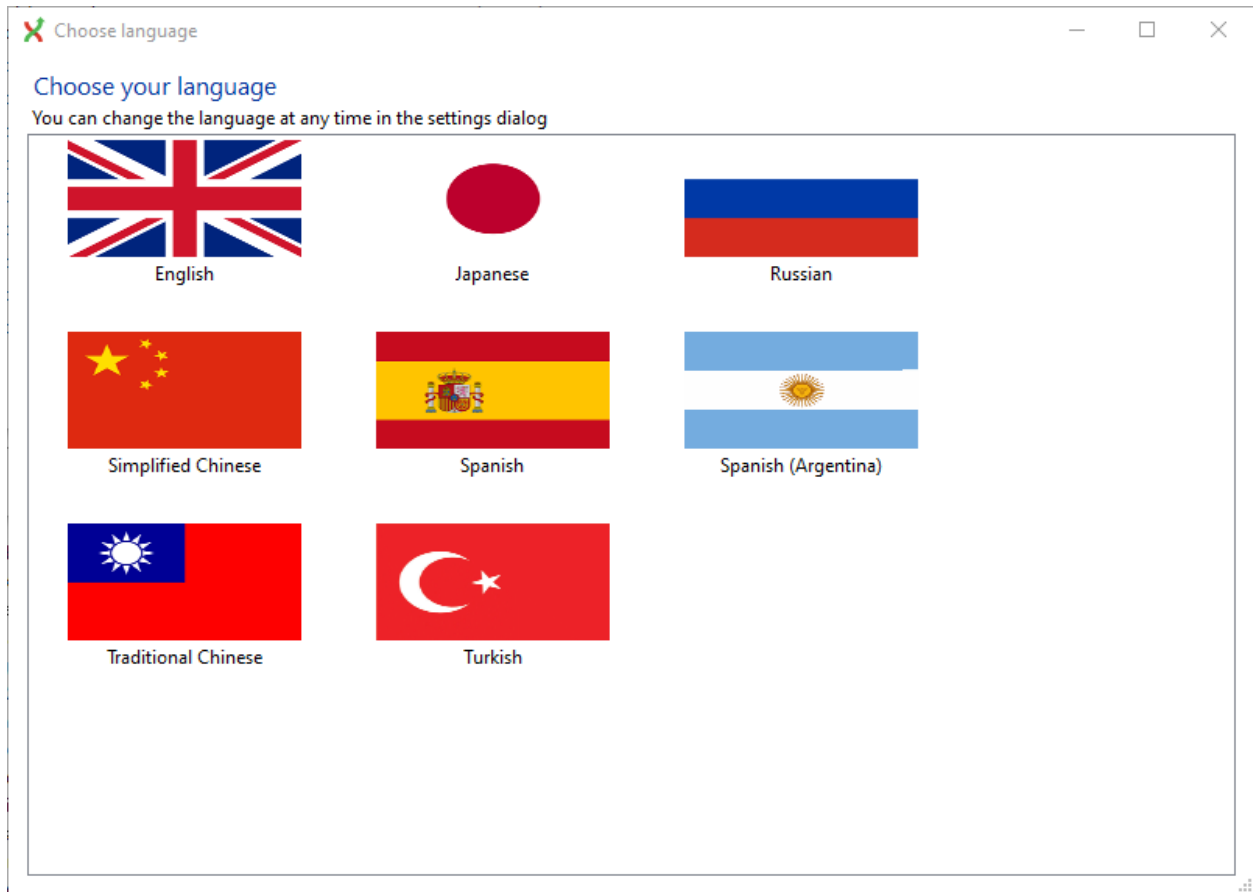 Choose language
Choose your language
You can change the language at any time in the settings dialog
English
Japanese
Russian
Simplified Chinese
Spanish
Spanish (Argentina)
Traditional Chinese
Turkish